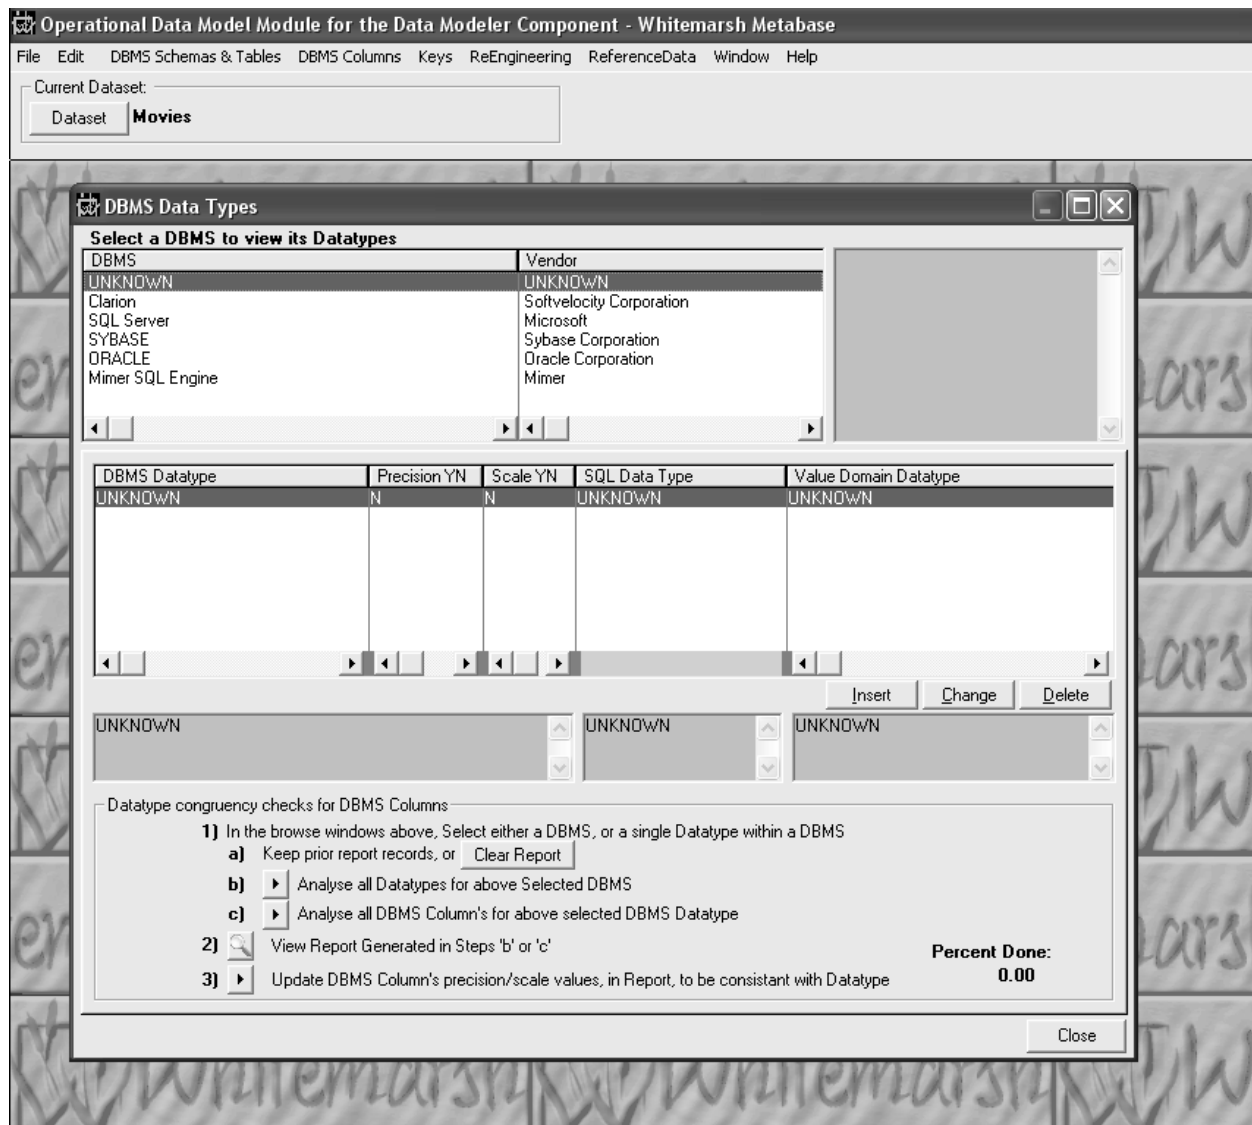 Operational Data Model Module for the Data Modeler Component - Whitemarsh Metabase
File Edit DBMS Schemas & Tables DBMS Columns Keys ReEngineering ReferenceData Window Help
Current Dataset:
Dataset Movies
DBMS Data Types
Select a DBMS to view its Datatypes
DBMS Vendor
UNKNOWN UNKNOWN
Clarion Softvelocity Corporation
SQL Server Microsoft
SYBASE Sybase Corporation
ORACLE Oracle Corporation
Mimer SQL Engine Mimer
DBMS Datatype Precision YN Scale YN SQL Data Type Value Domain Datatype
UNKNOWN N N UNKNOWN UNKNOWN
Insert Change Delete
UNKNOWN UNKNOWN UNKNOWN
Datatype congruency checks for DBMS Columns
1) In the browse windows above, Select either a DBMS, or a single Datatype within a DBMS
a) Keep prior report records, or Clear Report
b) Analyse all Datatypes for above Selected DBMS
c) Analyse all DBMS Column's for above selected DBMS Datatype
2) View Report Generated in Steps 'b' or 'c'
Percent Done:
0.00
3) Update DBMS Column's precision/scale values, in Report, to be consistant with Datatype
Close
Whitemarsh Whitemarsh